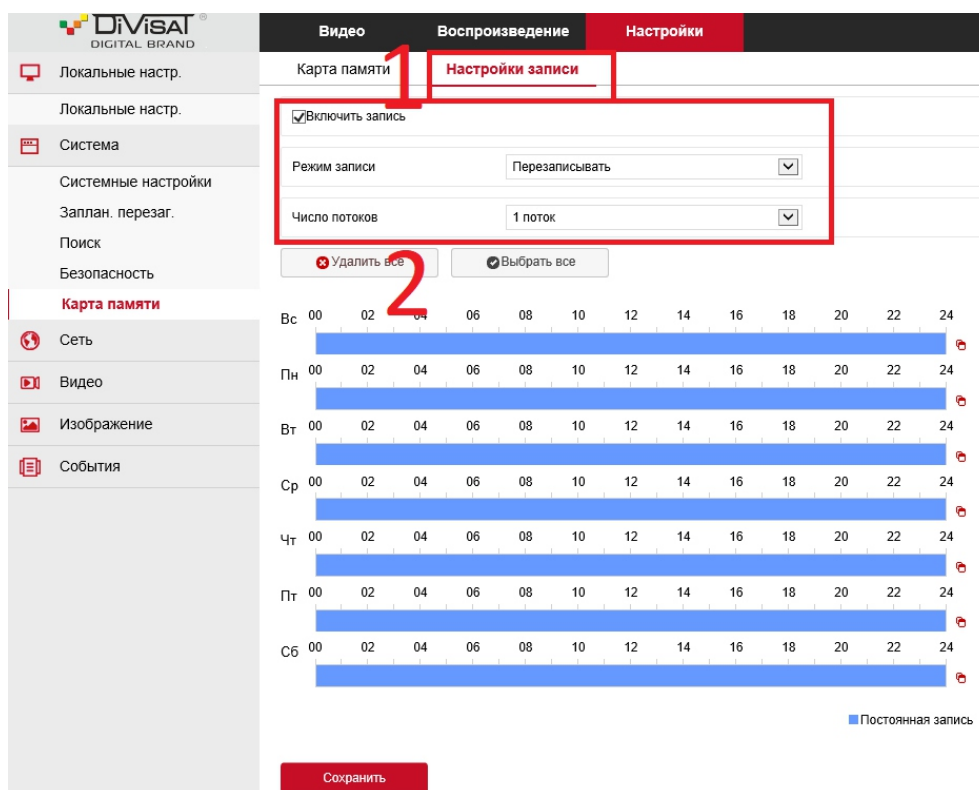 DiViSAT ®
DIGITAL BRAND
Видео Воспроизведение Настройки
Локальные настр.
Локальные настр.
Система
Системные настройки
Заплан. перезаг.
Поиск
Безопасность
Карта памяти
Сеть
Видео
Изображение
События
Карта памяти Настройки записи
1
Включить запись
Режим записи Перезаписывать
Число потоков 1 поток
Удалить все Выбрать все
2
Вс 00 02 04 06 08 10 12 14 16 18 20 22 24
Пн 00 02 04 06 08 10 12 14 16 18 20 22 24
Вт 00 02 04 06 08 10 12 14 16 18 20 22 24
Ср 00 02 04 06 08 10 12 14 16 18 20 22 24
Чт 00 02 04 06 08 10 12 14 16 18 20 22 24
Пт 00 02 04 06 08 10 12 14 16 18 20 22 24
Сб 00 02 04 06 08 10 12 14 16 18 20 22 24
Постоянная запись
Сохранить